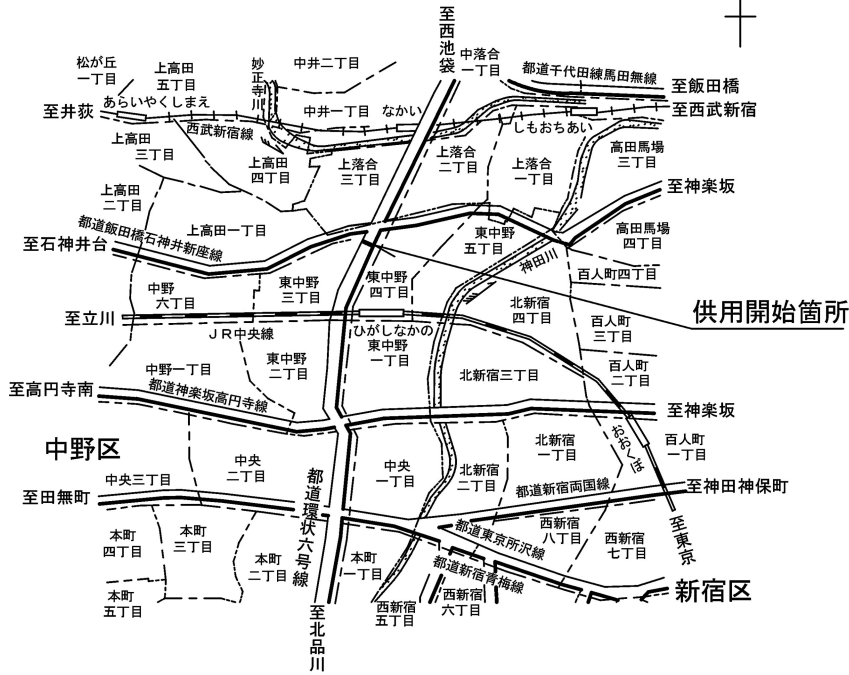 至西池袋
松が丘
一丁目
上高田
五丁目
妙正寺川
中井二丁目
中落合
一丁目
都道千代田練馬田無線
至飯田橋
至井荻
あらいやくしまえ
西武新宿線
中井一丁目
なかい
しもおちあい
至西武新宿
上高田
三丁目
上高田
四丁目
上落合
三丁目
上落合
二丁目
上落合
一丁目
高田馬場
三丁目
上高田
二丁目
至神楽坂
都道飯田橋石神井新座線
上高田一丁目
東中野
五丁目
高田馬場
四丁目
至石神井台
神田川
中野
六丁目
東中野
三丁目
東中野
四丁目
百人町四丁目
北新宿
四丁目
供用開始箇所
至立川
JR中央線
ひがしなかの
東中野
一丁目
百人町
三丁目
中野一丁目
東中野
二丁目
北新宿三丁目
百人町
二丁目
至高円寺南
都道神楽坂高円寺線
至神楽坂
中野区
おおくぼ
北新宿
一丁目
百人町
一丁目
中央三丁目
中央
二丁目
中央
一丁目
北新宿
二丁目
都道新宿両国線
至神田神保町
至田無町
都道環状六号線
本町
四丁目
本町
三丁目
本町
二丁目
本町
一丁目
都道東京所沢線
西新宿
八丁目
西新宿
七丁目
至東京
都道新宿青梅線
本町
五丁目
西新宿
五丁目
西新宿
六丁目
新宿区
至北品川